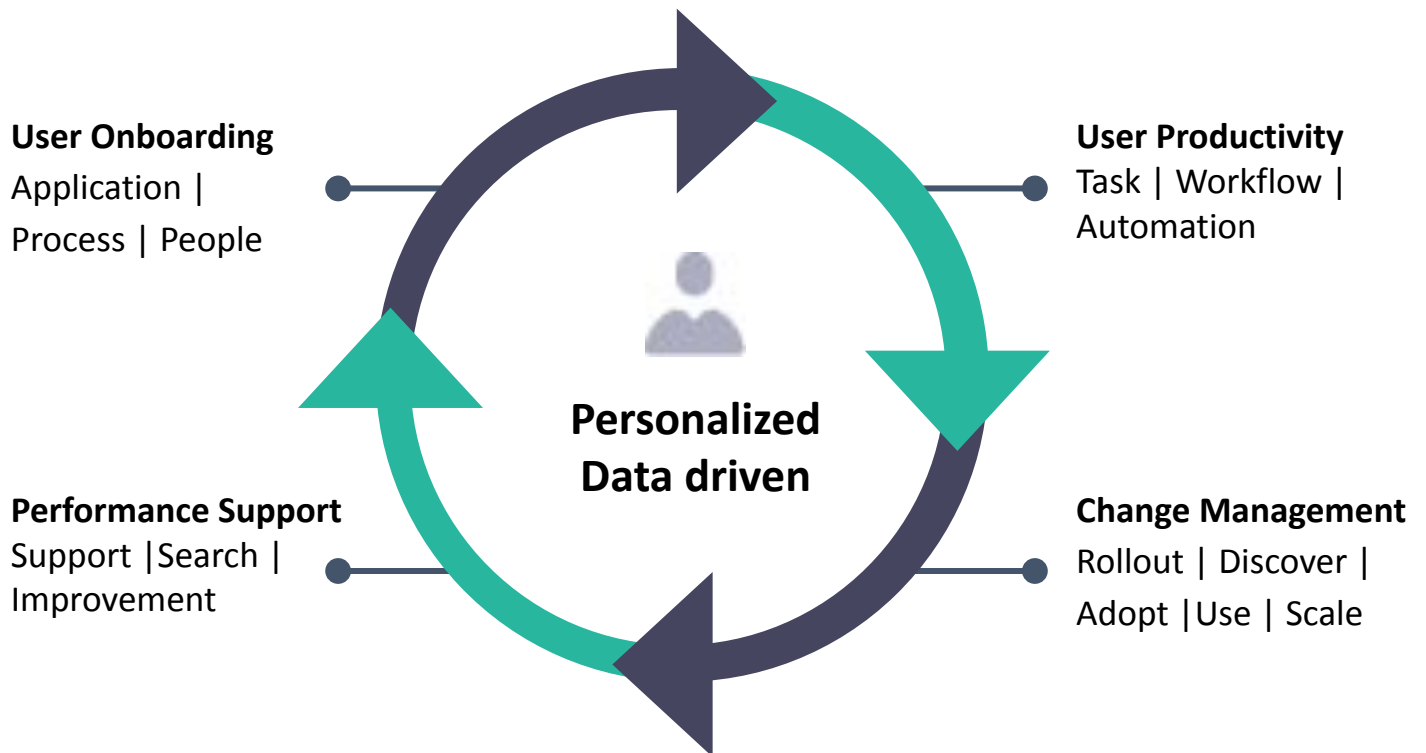 User Onboarding
Application |
Process | People
User Productivity
Task | Workflow |
Automation
Personalized
Data driven
Performance Support
Support |Search |
Improvement
Change Management
Rollout | Discover |
Adopt |Use | Scale